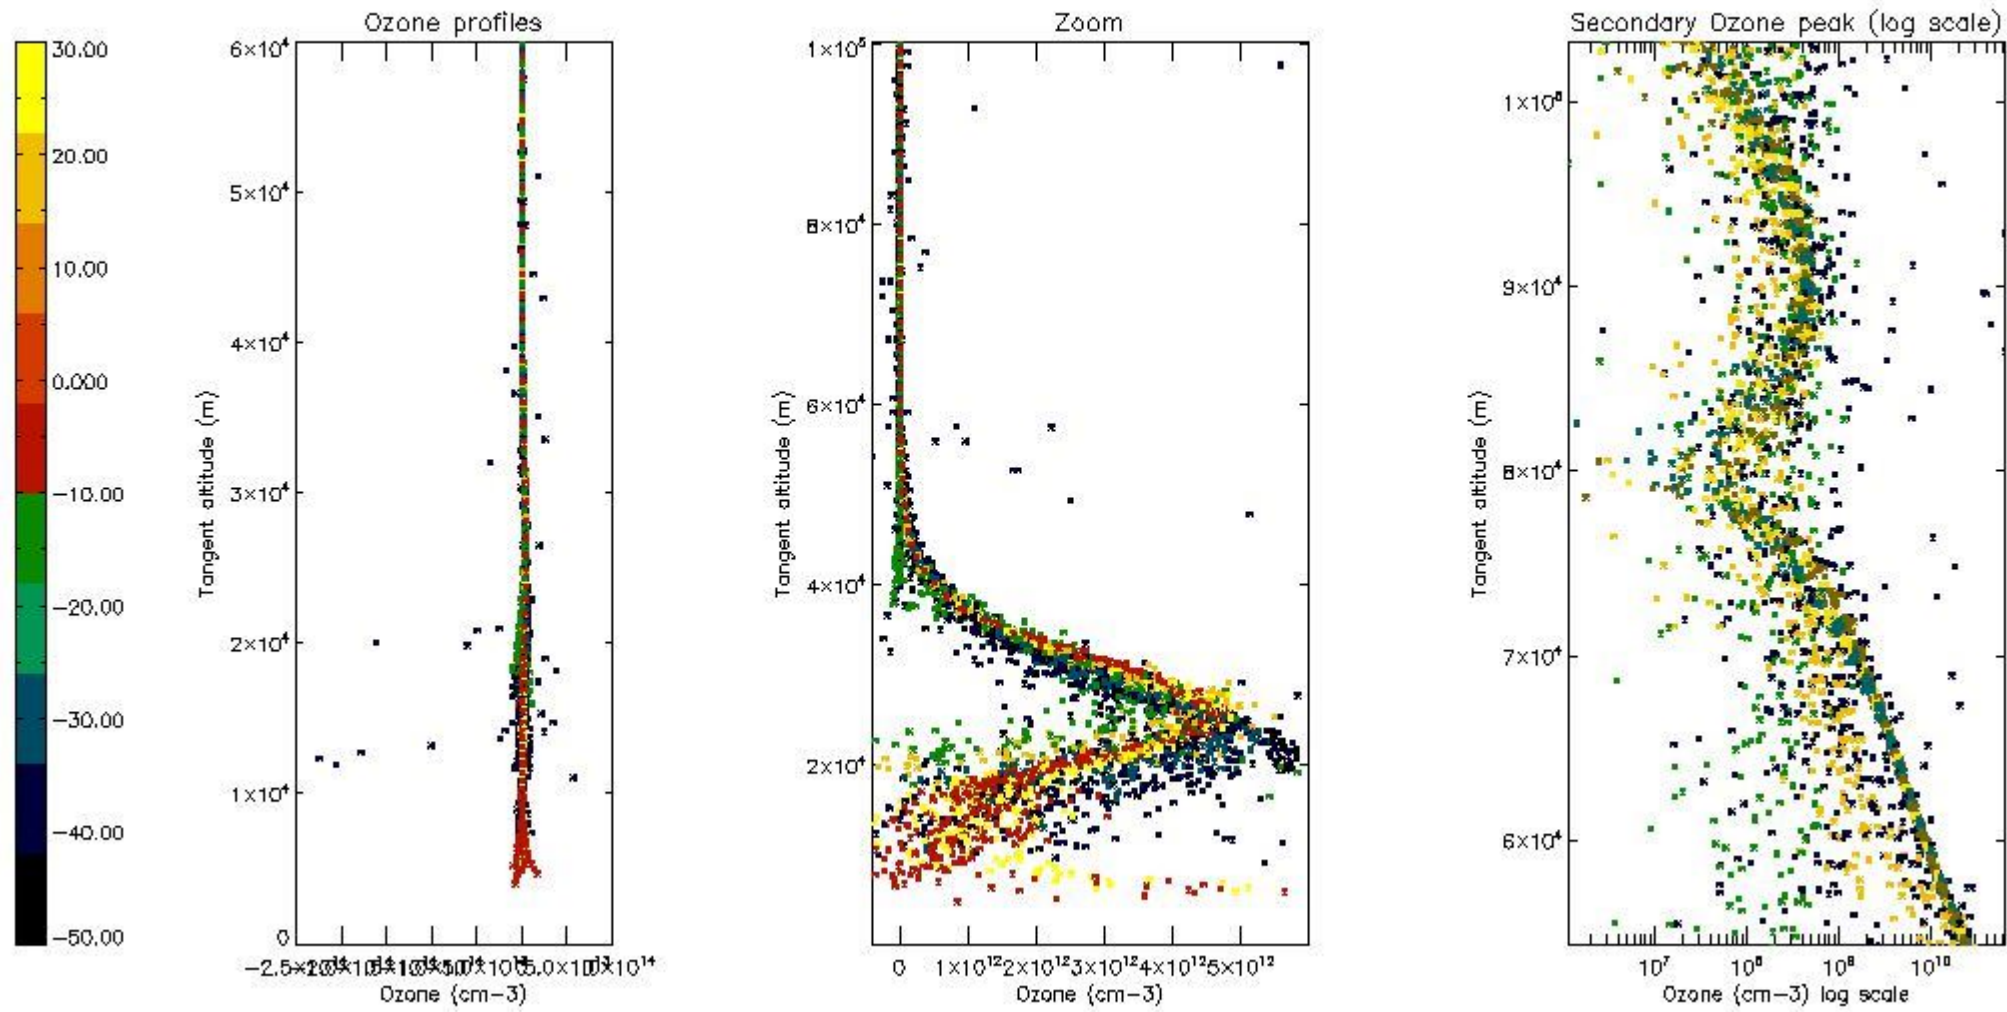 Ozone profiles
Zoom
Secondary Ozone peak (log scale)
30.00
20.00
10.00
0.000
−10.00
−20.00
−30.00
−40.00
−50.00
6×10⁴
5×10⁴
4×10⁴
3×10⁴
2×10⁴
1×10⁴
0
Tangent altitude (m)
Ozone (cm−3)
1×10⁵
8×10⁴
6×10⁴
4×10⁴
2×10⁴
Tangent altitude (m)
0 1×10¹² 2×10¹² 3×10¹² 4×10¹² 5×10¹²
Ozone (cm−3)
1×10⁵
9×10⁴
8×10⁴
7×10⁴
6×10⁴
Tangent altitude (m)
10⁷ 10⁸ 10⁹ 10¹⁰
Ozone (cm−3) log scale